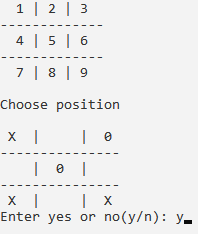 1 | 2 | 3
-------------
4 | 5 | 6
-------------
7 | 8 | 9
Choose position
X |   | 0
-------------
  | 0 |
-------------
X |   | X
Enter yes or no(y/n): y